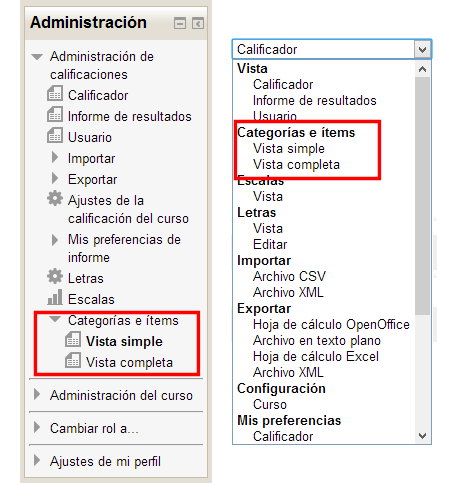 Administración
Administración de
calificaciones
Calificador
Informe de resultados
Usuario
Importar
Exportar
Ajustes de la
calificación del curso
Mis preferencias de
informe
Letras
Escalas
Categorías e ítems
Vista simple
Vista completa
Administración del curso
Cambiar rol a...
Ajustes de mi perfil
Calificador
Vista
Calificador
Informe de resultados
Usuario
Categorías e ítems
Vista simple
Vista completa
Escalas
Vista
Letras
Vista
Editar
Importar
Archivo CSV
Archivo XML
Exportar
Hoja de cálculo OpenOffice
Archivo en texto plano
Hoja de cálculo Excel
Archivo XML
Configuración
Curso
Mis preferencias
Calificador